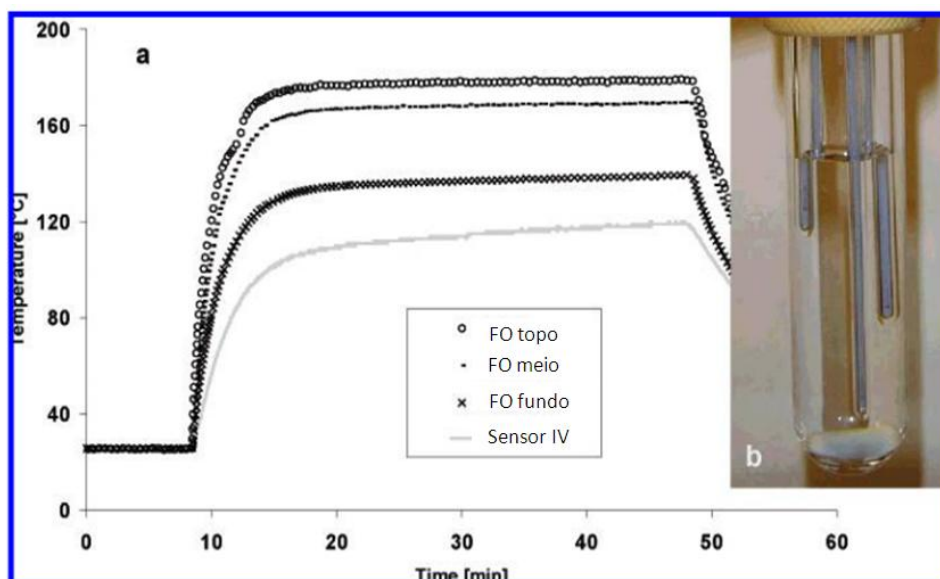 200
160
120
80
40
0
Temperature [°C]
a
FO topo
FO meio
FO fundo
Sensor IV
b
0 10 20 30 40 50 60
Time [min]